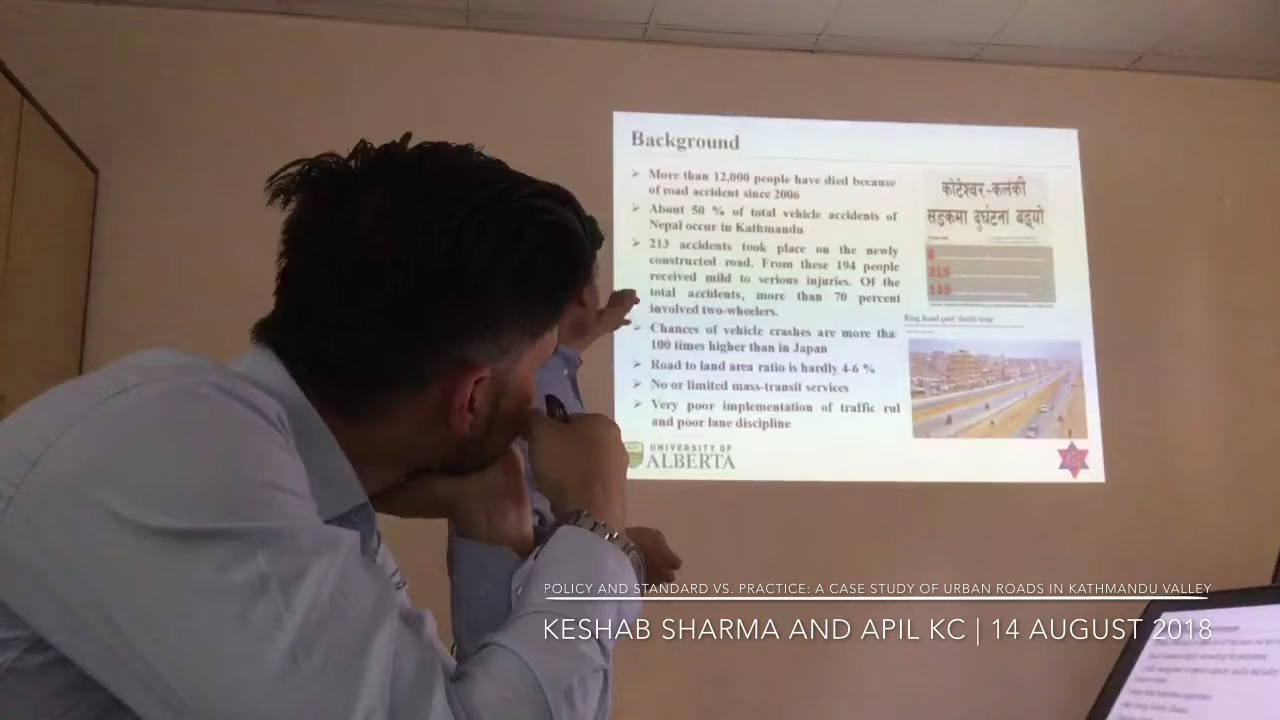 Background
➢ More than 12,000 people have died because
of road accident since 2006
➢ About 50 % of total vehicle accidents of
Nepal occur in Kathmandu
➢ 213 accidents took place on the newly
constructed road. From these 194 people
received mild to serious injuries. Of the
total accidents, more than 70 percent
involved two-wheelers.
➢ Chances of vehicle crashes are more tha
100 times higher than in Japan
➢ Road to land area ratio is hardly 4-6 %
➢ No or limited mass-transit services
➢ Very poor implementation of traffic rul
and poor lane discipline
कोटेश्वर-कलंकी
सडकमा दुर्घटना बढ्यो
219
119
Ring Road part 'death trap'
UNIVERSITY OF
ALBERTA
POLICY AND STANDARD VS. PRACTICE: A CASE STUDY OF URBAN ROADS IN KATHMANDU VALLEY
KESHAB SHARMA AND APIL KC | 14 AUGUST 2018